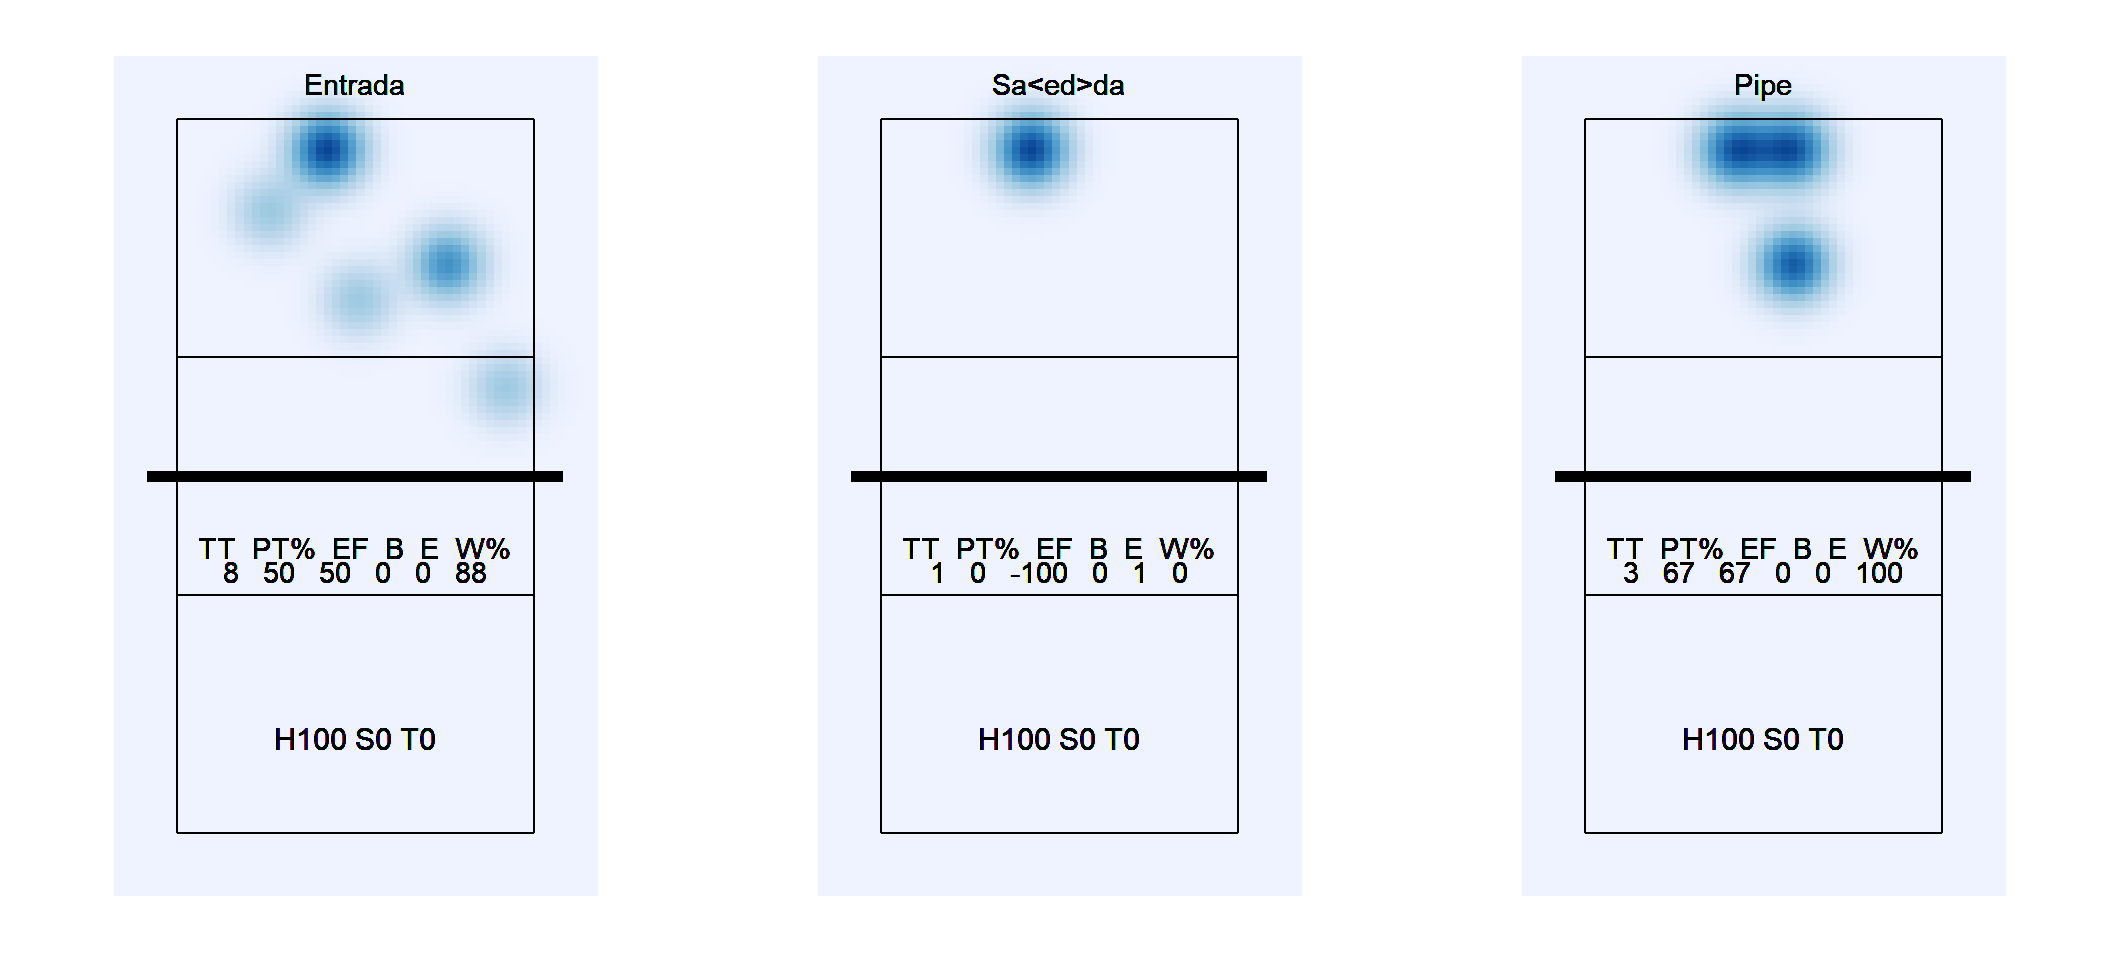 Entrada
TT PT% EF B E W%
8 50 50 0 0 88
H100 S0 T0
Sa<ed>da
TT PT% EF B E W%
1 0 -100 0 1 0
H100 S0 T0
Pipe
TT PT% EF B E W%
3 67 67 0 0 100
H100 S0 T0